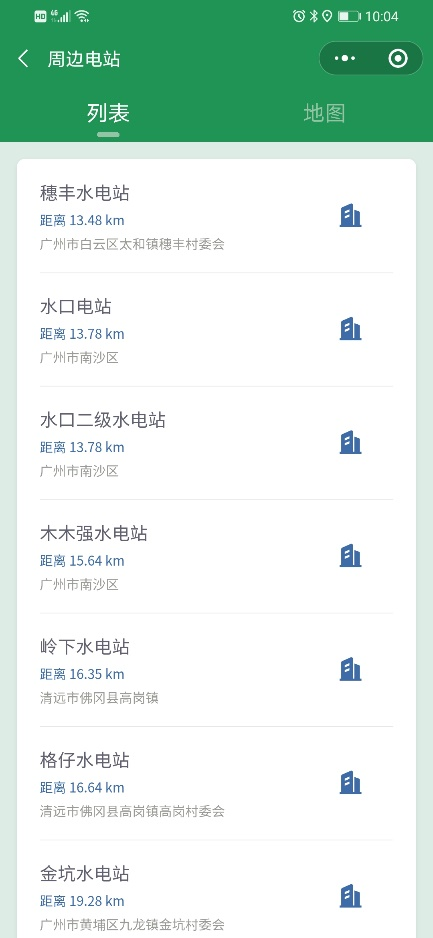 HD 4G 10:04
周边电站
列表 地图
穗丰水电站
距离 13.48 km
广州市白云区太和镇穗丰村委会
水口电站
距离 13.78 km
广州市南沙区
水口二级水电站
距离 13.78 km
广州市南沙区
木木强水电站
距离 15.64 km
广州市南沙区
岭下水电站
距离 16.35 km
清远市佛冈县高岗镇
格仔水电站
距离 16.64 km
清远市佛冈县高岗镇高岗村委会
金坑水电站
距离 19.28 km
广州市黄埔区九龙镇金坑村委会